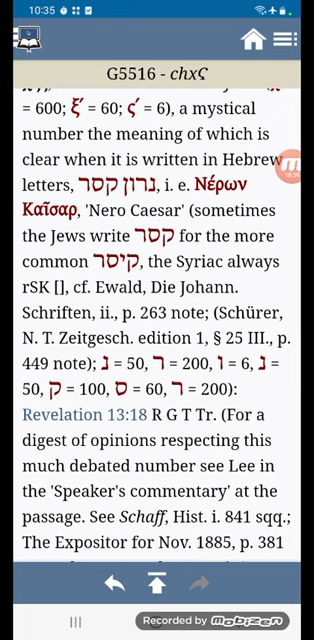 10:35
G5516 - chxϚ
= 600; ξ′ = 60; ϛ′ = 6), a mystical
number the meaning of which is
clear when it is written in Hebrew
letters, נרון קסר, i. e. Νέρων
Καῖσαρ, 'Nero Caesar' (sometimes
the Jews write קסר for the more
common קיסר, the Syriac always
rSK [], cf. Ewald, Die Johann.
Schriften, ii., p. 263 note; (Schürer,
N. T. Zeitgesch. edition 1, § 25 III., p.
449 note); נ = 50, ר = 200, ו = 6, נ =
50, ק = 100, ס = 60, ר = 200):
Revelation 13:18 R G T Tr. (For a
digest of opinions respecting this
much debated number see Lee in
the 'Speaker's commentary' at the
passage. See Schaff, Hist. i. 841 sqq.;
The Expositor for Nov. 1885, p. 381
Recorded by mobizen